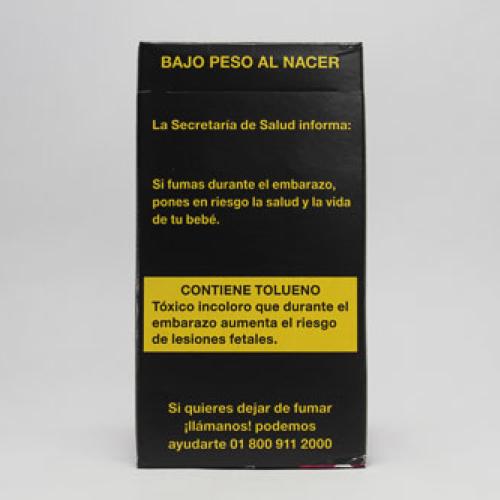 BAJO PESO AL NACER
La Secretaría de Salud informa:
Si fumas durante el embarazo,
pones en riesgo la salud y la vida
de tu bebé.
CONTIENE TOLUENO
Tóxico incoloro que durante el
embarazo aumenta el riesgo
de lesiones fetales.
Si quieres dejar de fumar
¡llámanos! podemos
ayudarte 01 800 911 2000